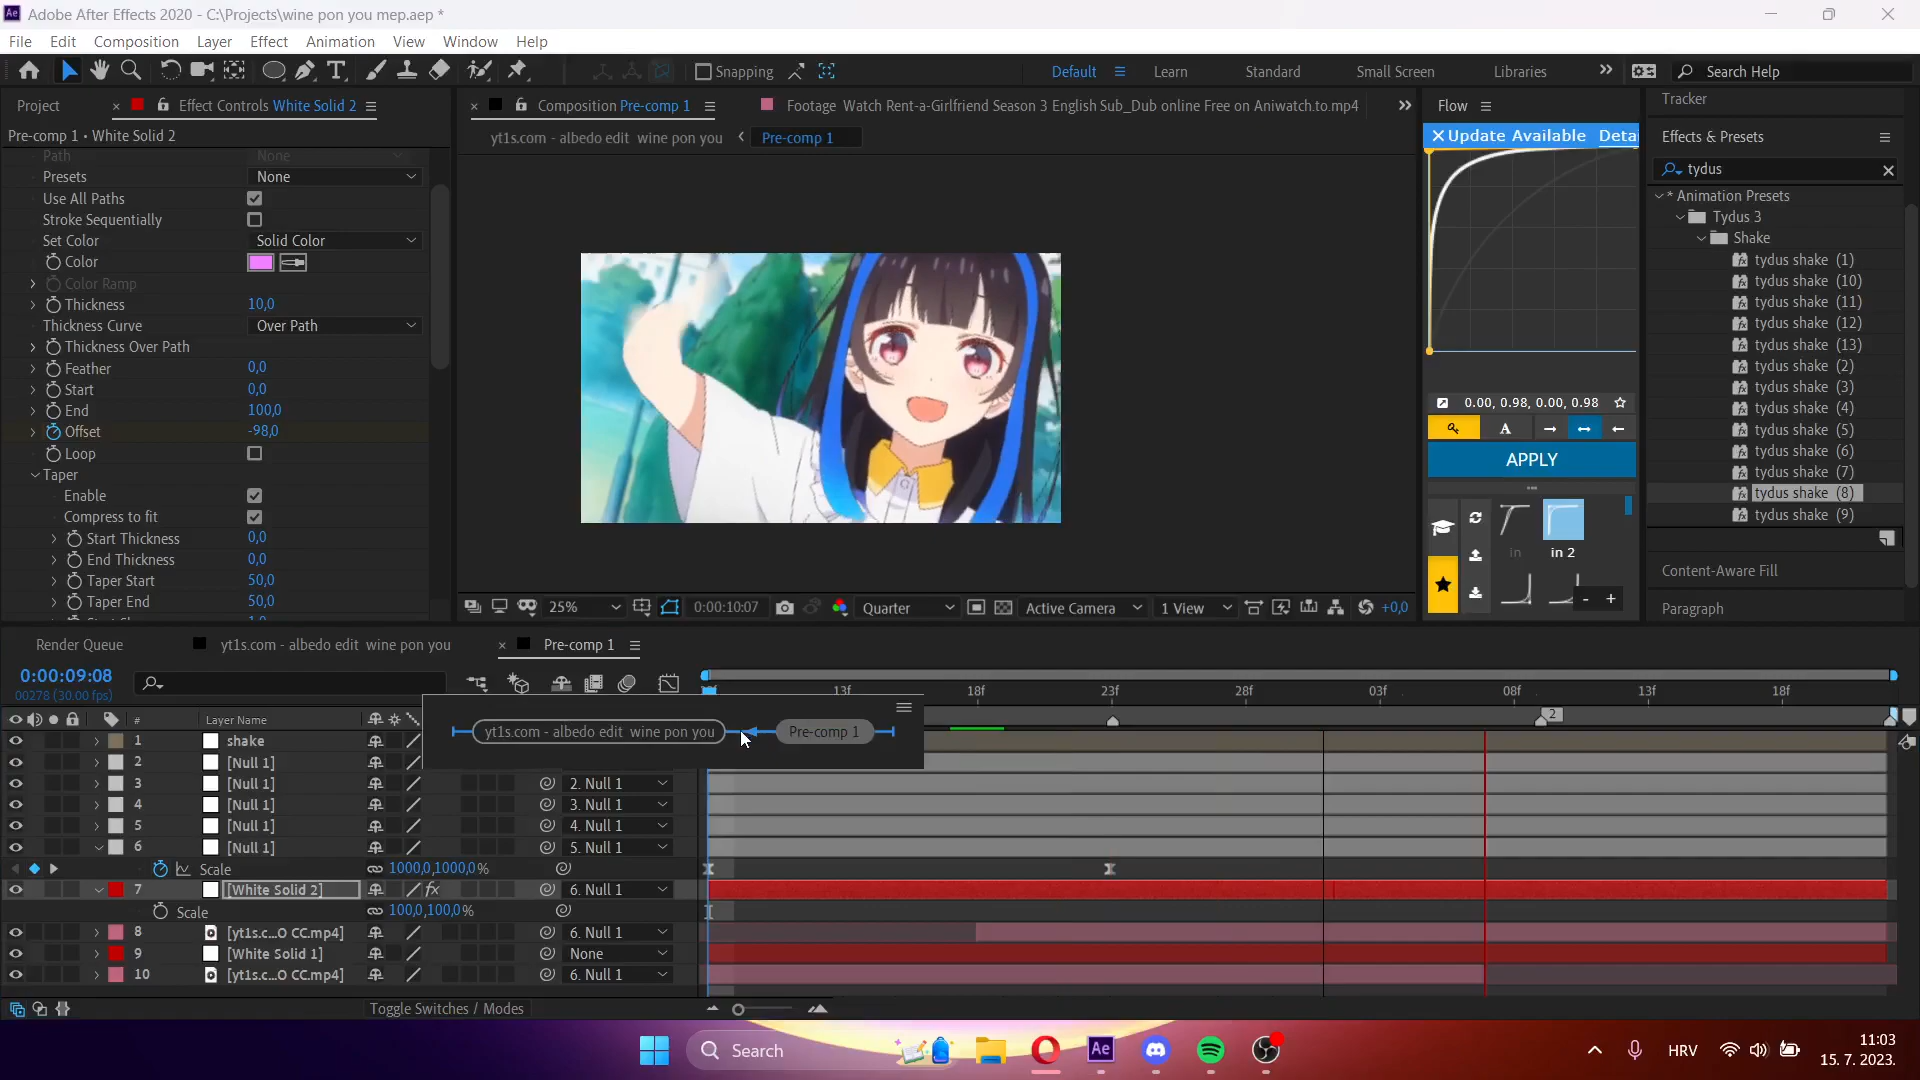 Adobe After Effects 2020 - C:\Projects\wine pon you mep.aep *
File Edit Composition Layer Effect Animation View Window Help
Snapping
Default Learn Standard Small Screen Libraries
Search Help
Project Effect Controls White Solid 2
Pre-comp 1 • White Solid 2
Path None
Presets None
Use All Paths
Stroke Sequentially
Set Color Solid Color
Color
Color Ramp
Thickness 10,0
Thickness Curve Over Path
Thickness Over Path
Feather 0,0
Start 0,0
End 100,0
Offset -98,0
Loop
Taper
Enable
Compress to fit
Start Thickness 0,0
End Thickness 0,0
Taper Start 50,0
Taper End 50,0
Composition Pre-comp 1
Footage Watch Rent-a-Girlfriend Season 3 English Sub_Dub online Free on Aniwatch.to.mp4
yt1s.com - albedo edit wine pon you Pre-comp 1
25% 0:00:10:07 Quarter Active Camera 1 View +0,0
Flow
Update Available Detai
0.00, 0.98, 0.00, 0.98
A
APPLY
in in 2
Tracker
Effects & Presets
tydus
* Animation Presets
Tydus 3
Shake
tydus shake (1)
tydus shake (10)
tydus shake (11)
tydus shake (12)
tydus shake (13)
tydus shake (2)
tydus shake (3)
tydus shake (4)
tydus shake (5)
tydus shake (6)
tydus shake (7)
tydus shake (8)
tydus shake (9)
Content-Aware Fill
Paragraph
Render Queue yt1s.com - albedo edit wine pon you Pre-comp 1
0:00:09:08
00278 (30.00 fps)
13f 18f 23f 28f 03f 08f 13f 18f
2
# Layer Name
yt1s.com - albedo edit wine pon you Pre-comp 1
1 shake
2 [Null 1]
3 [Null 1] 2. Null 1
4 [Null 1] 3. Null 1
5 [Null 1] 4. Null 1
6 [Null 1] 5. Null 1
Scale 1000,0,1000,0%
7 [White Solid 2] fx 6. Null 1
Scale 100,0,100,0%
8 [yt1s.c...O CC.mp4] 6. Null 1
9 [White Solid 1] None
10 [yt1s.c...O CC.mp4] 6. Null 1
Toggle Switches / Modes
Search
Ae
HRV
11:03
15. 7. 2023.